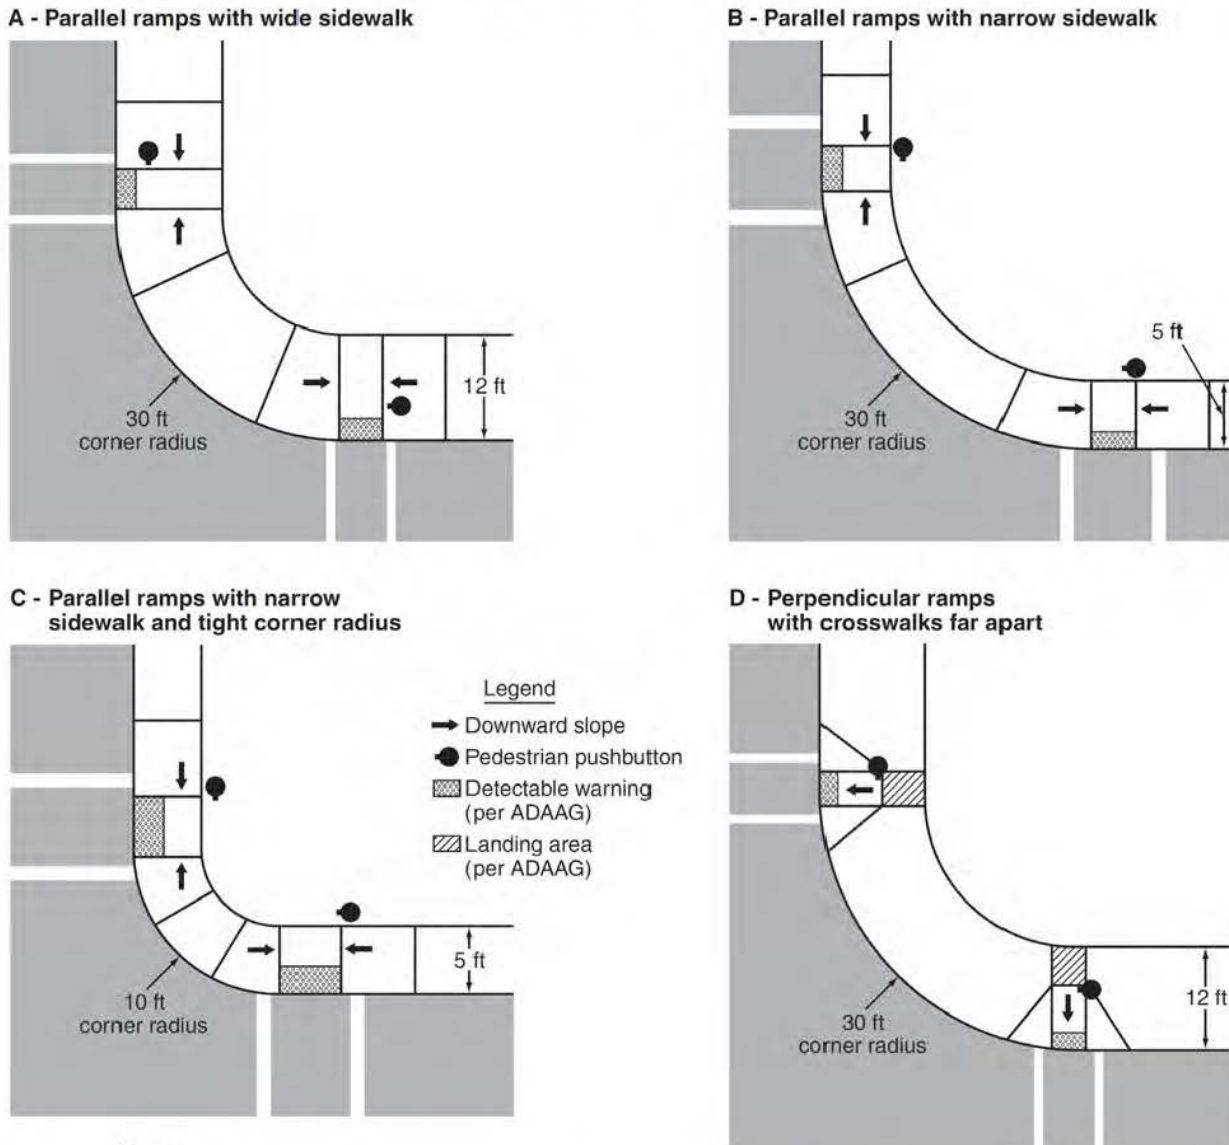 A - Parallel ramps with wide sidewalk
30 ft
corner radius
12 ft
B - Parallel ramps with narrow sidewalk
5 ft
30 ft
corner radius
C - Parallel ramps with narrow
sidewalk and tight corner radius
10 ft
corner radius
5 ft
Legend
Downward slope
Pedestrian pushbutton
Detectable warning
(per ADAAG)
Landing area
(per ADAAG)
D - Perpendicular ramps
with crosswalks far apart
30 ft
corner radius
12 ft